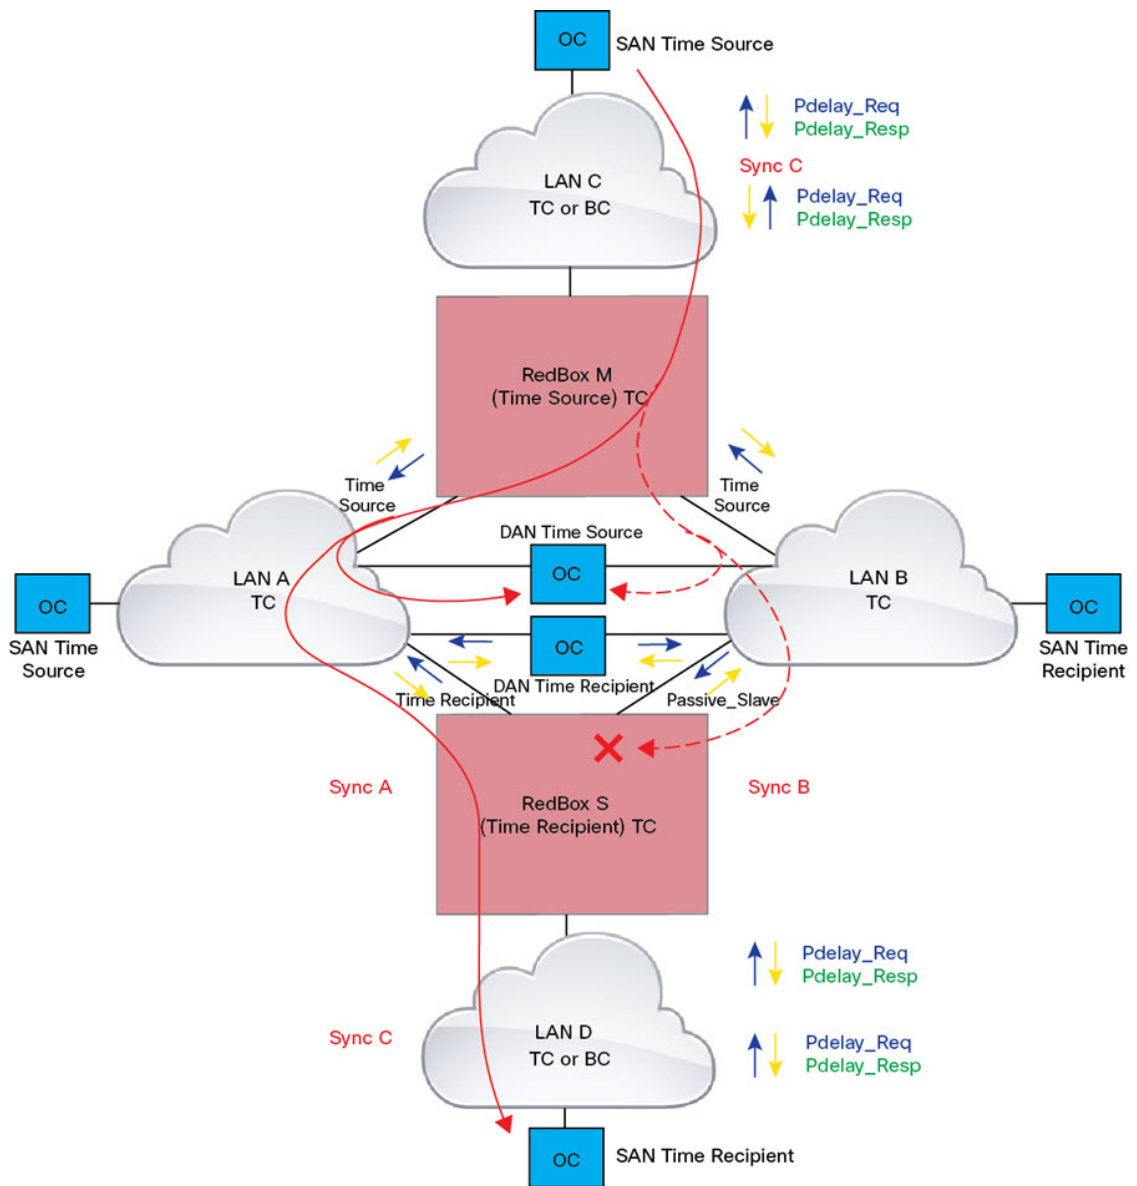 OC
SAN Time Source
Pdelay_Req
Pdelay_Resp
Sync C
Pdelay_Req
Pdelay_Resp
LAN C
TC or BC
RedBox M
(Time Source) TC
Time
Source
Time
Source
DAN Time Source
OC
LAN A
TC
LAN B
TC
OC
SAN Time
Source
OC
SAN Time
Recipient
OC
DAN Time Recipient
Time Recipient
Passive_Slave
Sync A
Sync B
RedBox S
(Time Recipient) TC
Pdelay_Req
Pdelay_Resp
Sync C
LAN D
TC or BC
Pdelay_Req
Pdelay_Resp
OC
SAN Time Recipient